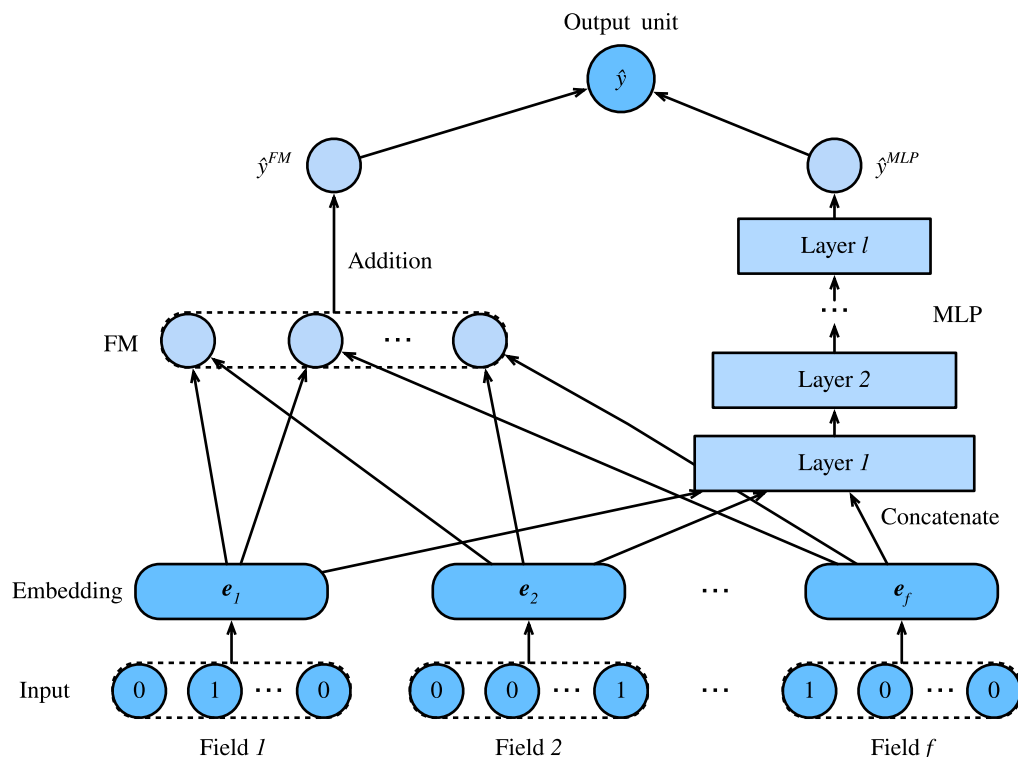 Output unit
ŷ
ŷ^FM
ŷ^MLP
Layer l
Addition
...
MLP
FM
...
Layer 2
Layer 1
Concatenate
Embedding
e_1
e_2
...
e_f
Input
0 1 ... 0
0 0 ... 1
...
1 0 ... 0
Field 1
Field 2
Field f